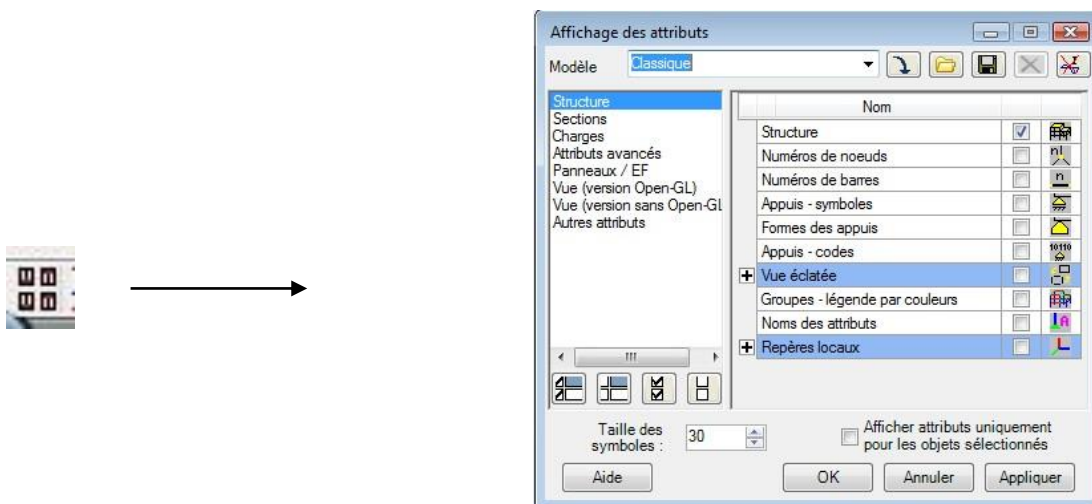 Affichage des attributs
Modèle
Classique
Structure
Sections
Charges
Attributs avancés
Panneaux / EF
Vue (version Open-GL)
Vue (version sans Open-GL
Autres attributs
Nom
Structure
Numéros de noeuds
Numéros de barres
Appuis - symboles
Formes des appuis
Appuis - codes
Vue éclatée
Groupes - légende par couleurs
Noms des attributs
Repères locaux
Taille des
symboles :
30
Afficher attributs uniquement
pour les objets sélectionnés
Aide
OK
Annuler
Appliquer